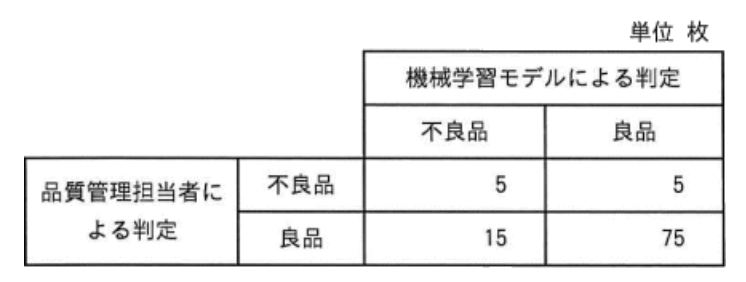 単位 枚
機械学習モデルによる判定
不良品 良品
品質管理担当者に
よる判定
不良品 5 5
良品 15 75